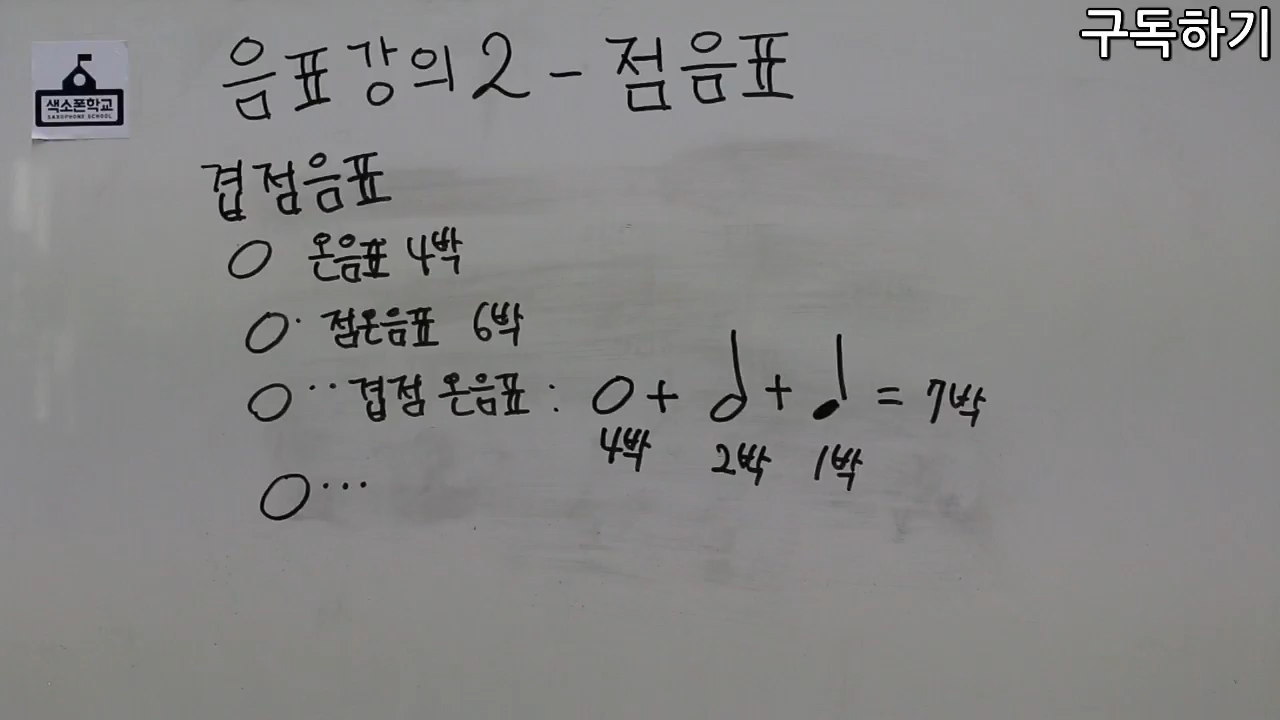 구독하기
색소폰학교
SAXOPHONE SCHOOL
음표강의2-점음표
겹점음표
온음표 4박
점온음표 6박
겹점 온음표 : + + = 7박
4박 2박 1박